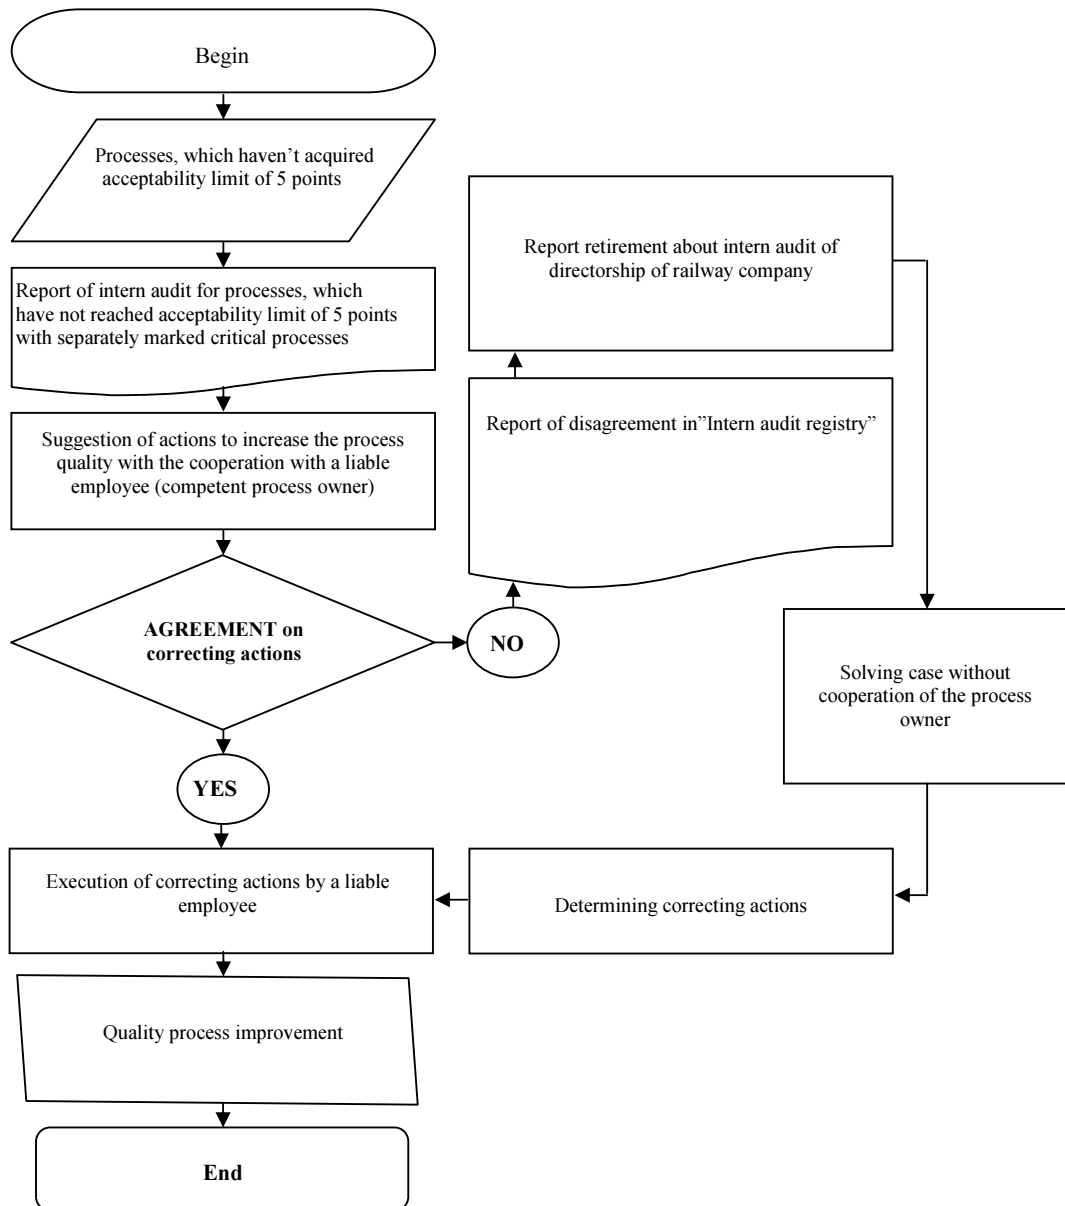 Begin
Processes, which haven’t acquired
acceptability limit of 5 points
Report of intern audit for processes, which
have not reached acceptability limit of 5 points
with separately marked critical processes
Suggestion of actions to increase the process
quality with the cooperation with a liable
employee (competent process owner)
AGREEMENT on
correcting actions
NO
Report of disagreement in”Intern audit registry”
Report retirement about intern audit of
directorship of railway company
Solving case without
cooperation of the process
owner
Determining correcting actions
YES
Execution of correcting actions by a liable
employee
Quality process improvement
End